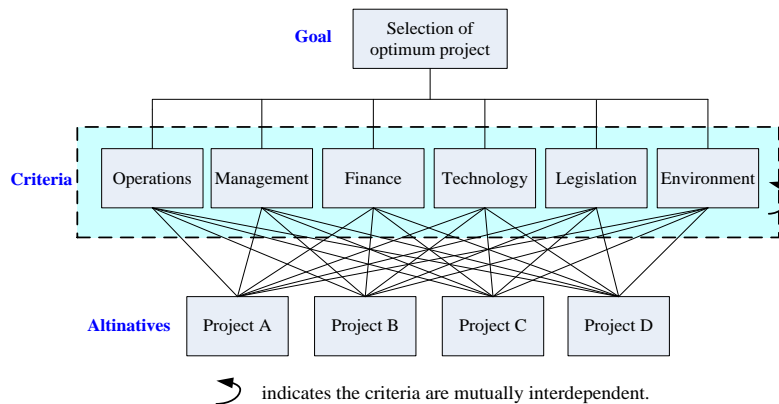 Goal
Selection of
optimum project
Criteria
Operations
Management
Finance
Technology
Legislation
Environment
Altinatives
Project A
Project B
Project C
Project D
indicates the criteria are mutually interdependent.